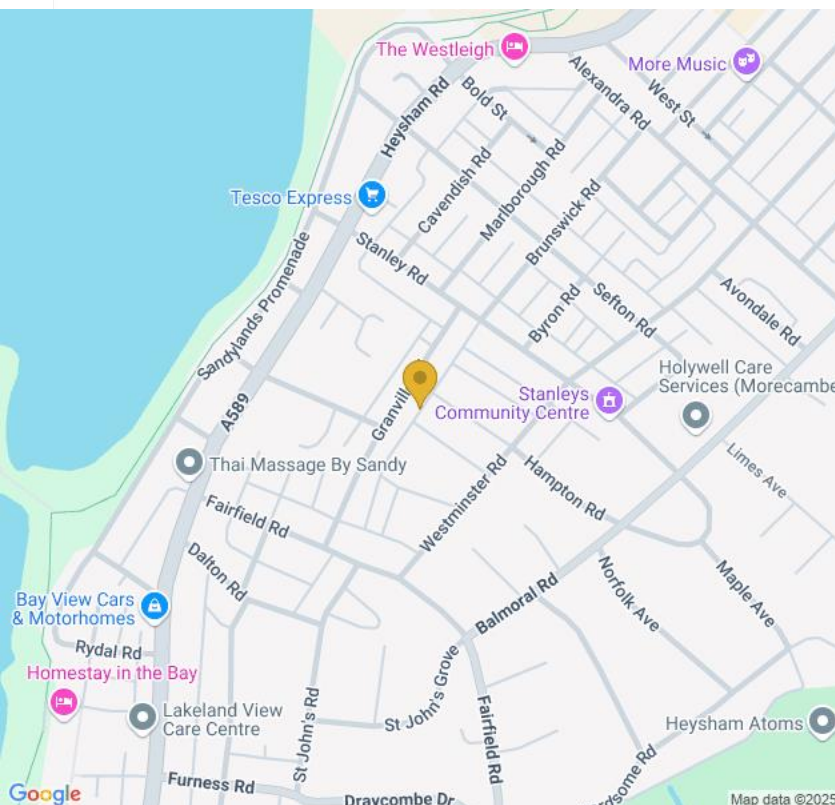 The Westleigh
More Music
Bold St
Alexandra Rd
West St
Heysham Rd
Cavendish Rd
Marlborough Rd
Brunswick Rd
Tesco Express
Stanley Rd
Sandylands Promenade
Byron Rd
Sefton Rd
Avondale Rd
Holywell Care
Services (Morecambe
Stanleys
Community Centre
Granvill
A589
Thai Massage By Sandy
Limes Ave
Westminster Rd
Hampton Rd
Fairfield Rd
Dalton Rd
Norfolk Ave
Maple Ave
Balmoral Rd
Bay View Cars
& Motorhomes
Rydal Rd
Homestay in the Bay
St John's Grove
St John's Rd
Fairfield Rd
Lakeland View
Care Centre
Heysham Atoms
rdsome Rd
Furness Rd
Draycombe Dr
Google
Map data ©2025